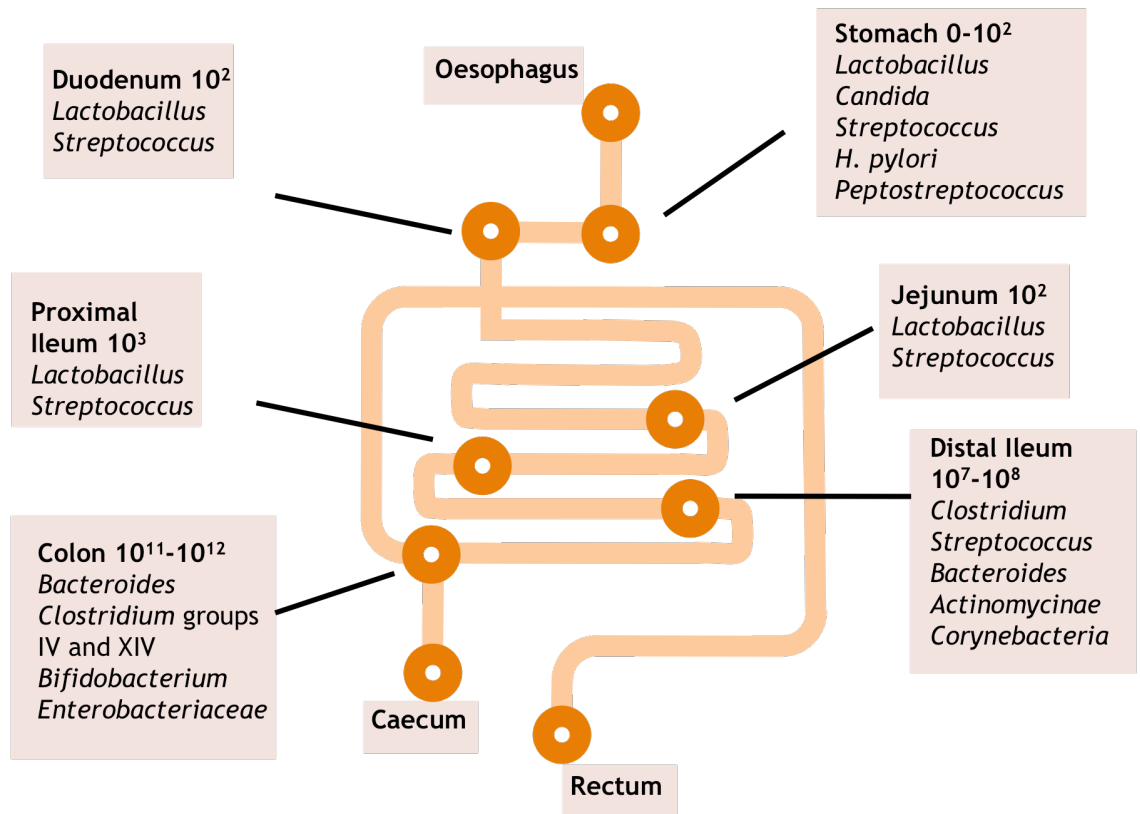 Oesophagus
Stomach 0-10²
Lactobacillus
Candida
Streptococcus
H. pylori
Peptostreptococcus
Duodenum 10²
Lactobacillus
Streptococcus
Jejunum 10²
Lactobacillus
Streptococcus
Proximal
Ileum 10³
Lactobacillus
Streptococcus
Distal Ileum
10⁷-10⁸
Clostridium
Streptococcus
Bacteroides
Actinomycinae
Corynebacteria
Colon 10¹¹-10¹²
Bacteroides
Clostridium groups
IV and XIV
Bifidobacterium
Enterobacteriaceae
Caecum
Rectum